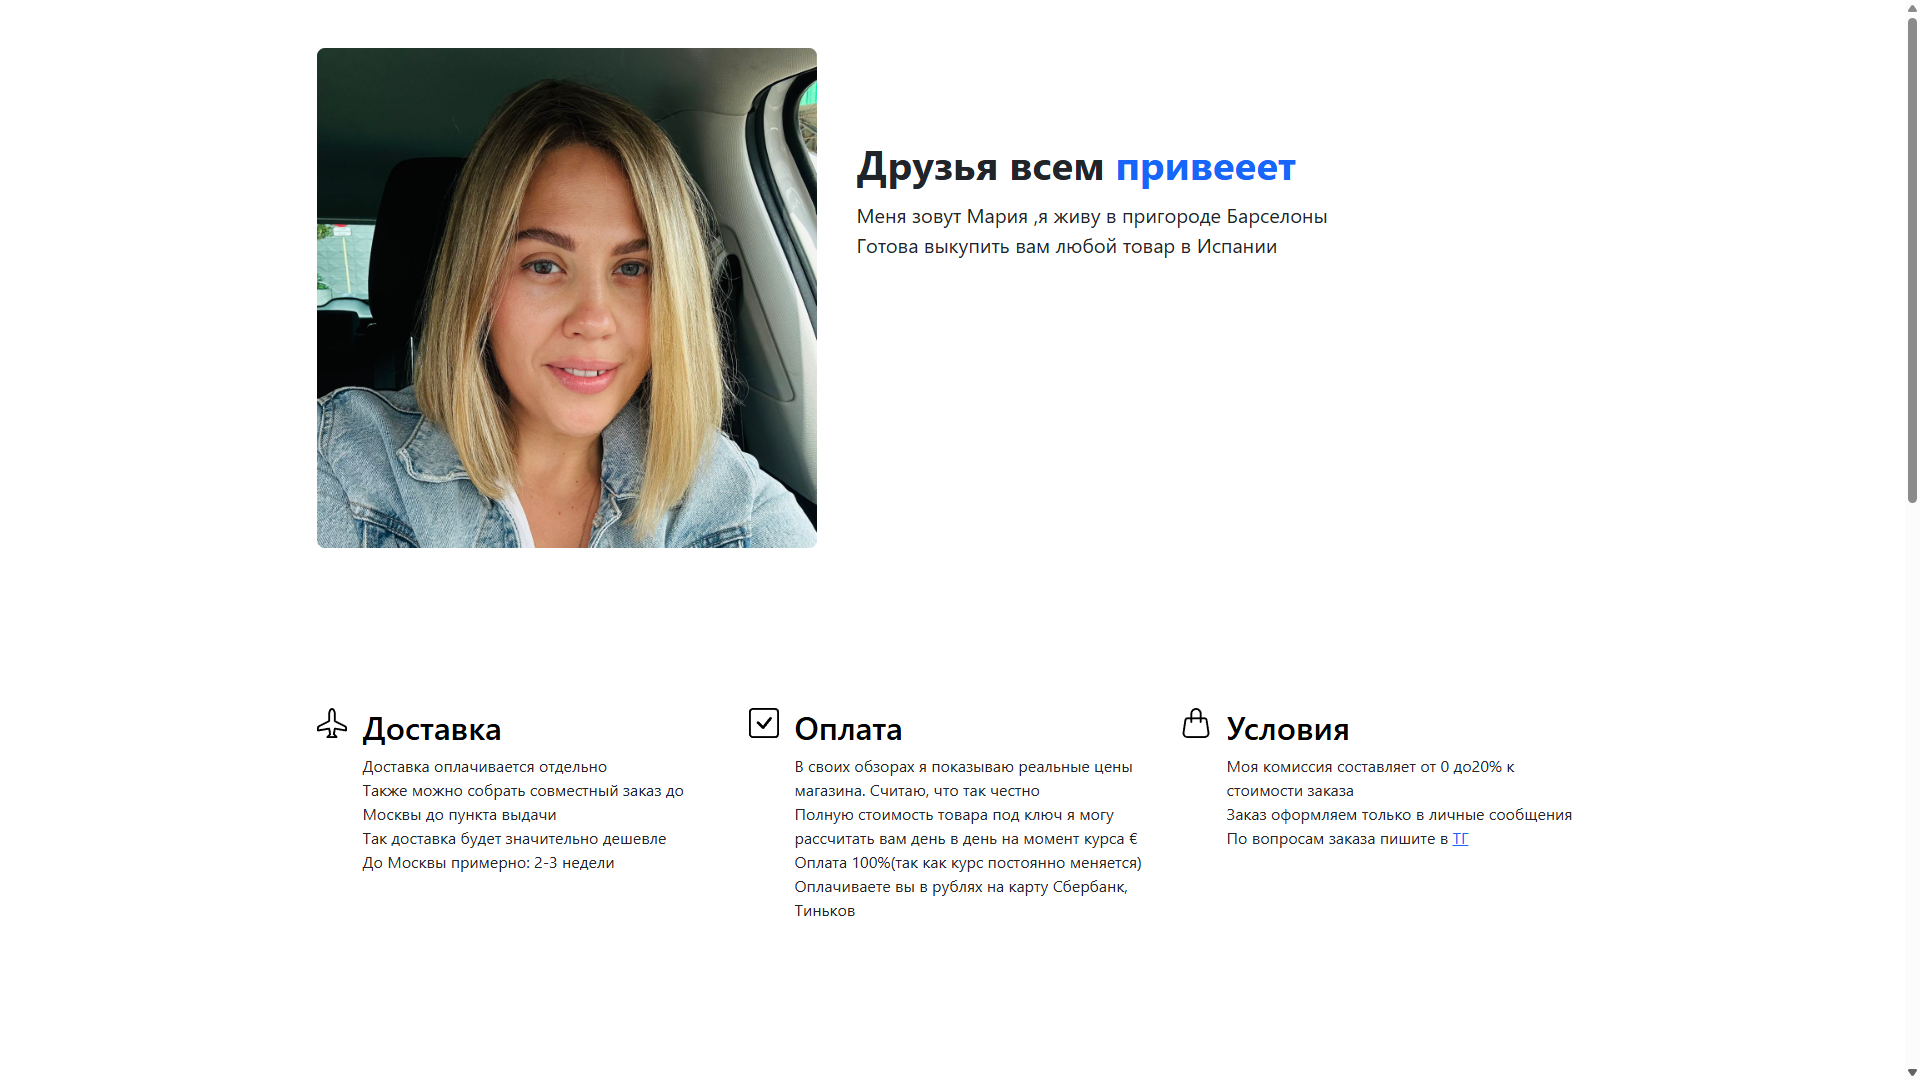 Друзья всем привееет
Меня зовут Мария ,я живу в пригороде Барселоны
Готова выкупить вам любой товар в Испании
Доставка
Доставка оплачивается отдельно
Также можно собрать совместный заказ до
Москвы до пункта выдачи
Так доставка будет значительно дешевле
До Москвы примерно: 2-3 недели
Оплата
В своих обзорах я показываю реальные цены
магазина. Считаю, что так честно
Полную стоимость товара под ключ я могу
рассчитать вам день в день на момент курса €
Оплата 100%(так как курс постоянно меняется)
Оплачиваете вы в рублях на карту Сбербанк,
Тиньков
Условия
Моя комиссия составляет от 0 до20% к
стоимости заказа
Заказ оформляем только в личные сообщения
По вопросам заказа пишите в ТГ